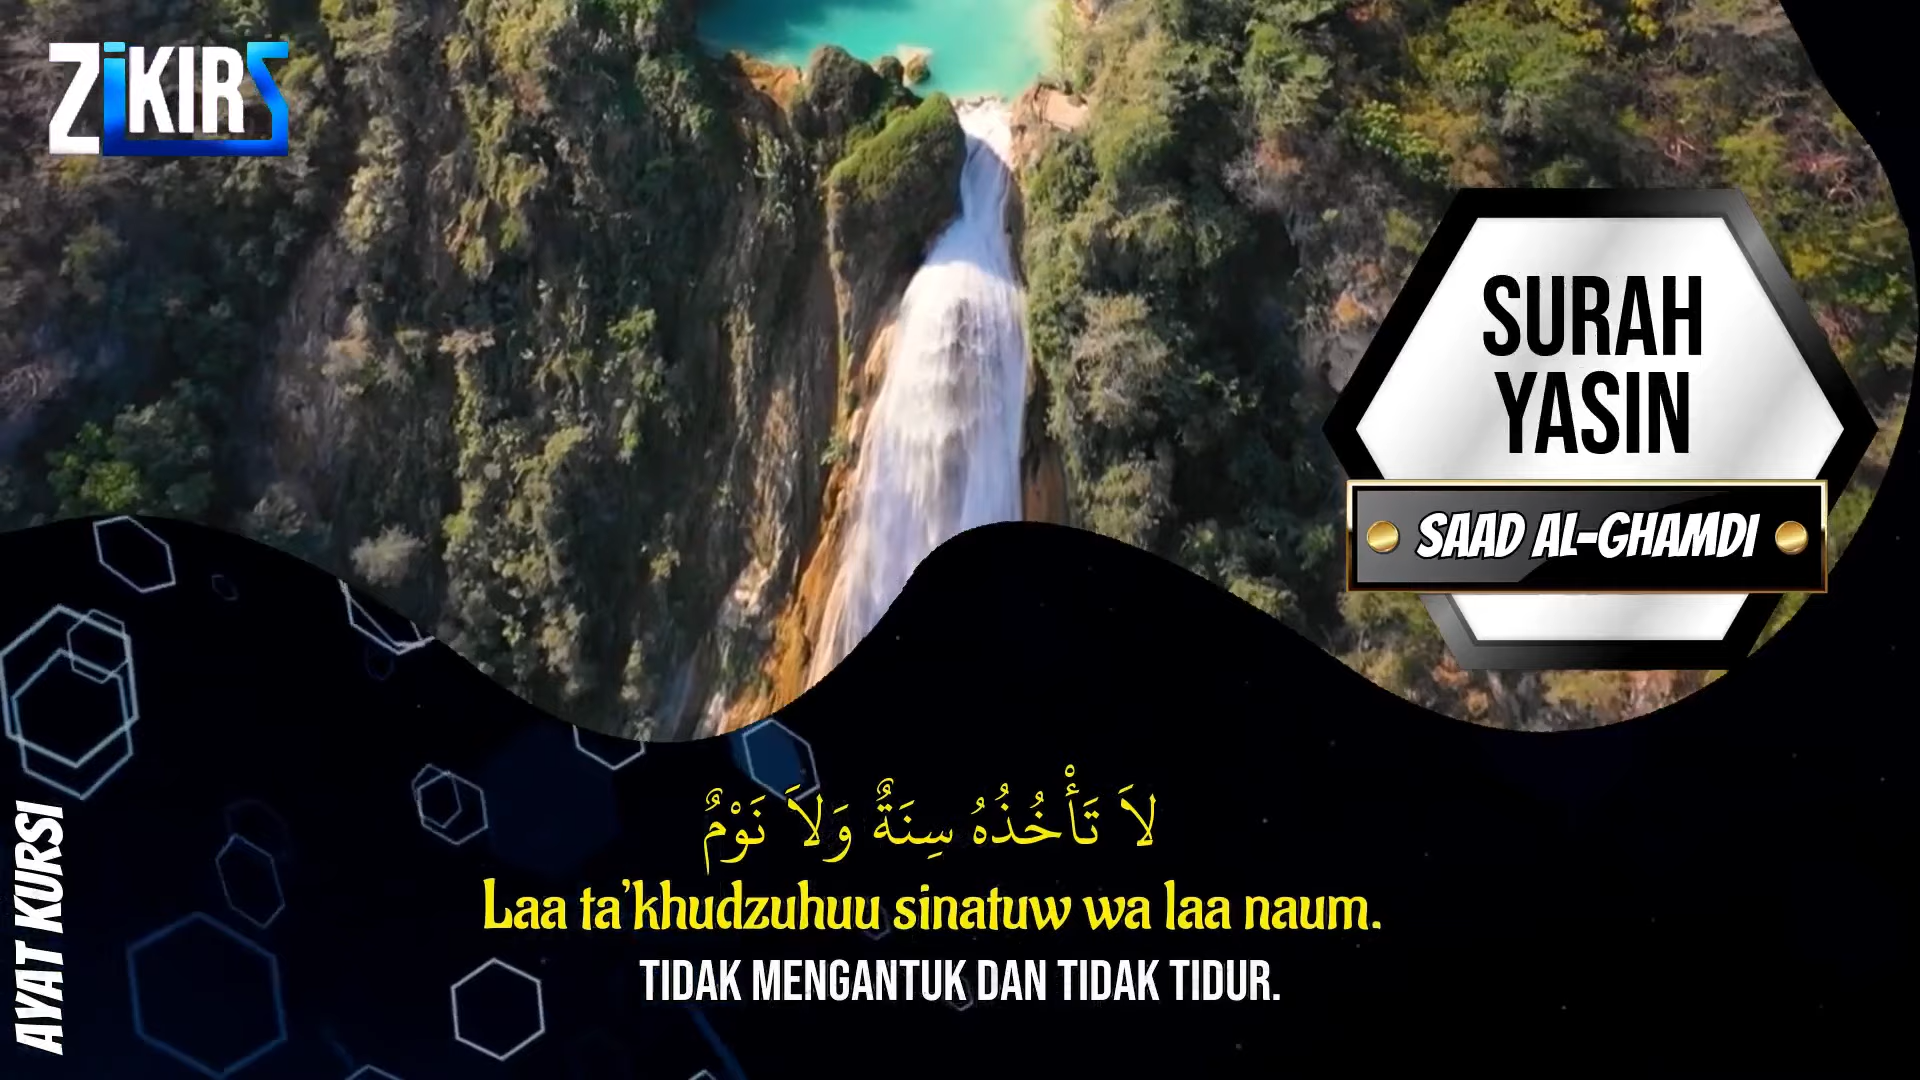 ZiKIRS
SURAH
YASIN
SAAD AL-GHAMDI
لاَ تَأْخُذُهُ سِنَةٌ وَلاَ نَوْمٌ
Laa ta'khudzuhuu sinatuw wa laa naum.
TIDAK MENGANTUK DAN TIDAK TIDUR.
AYAT KURSI